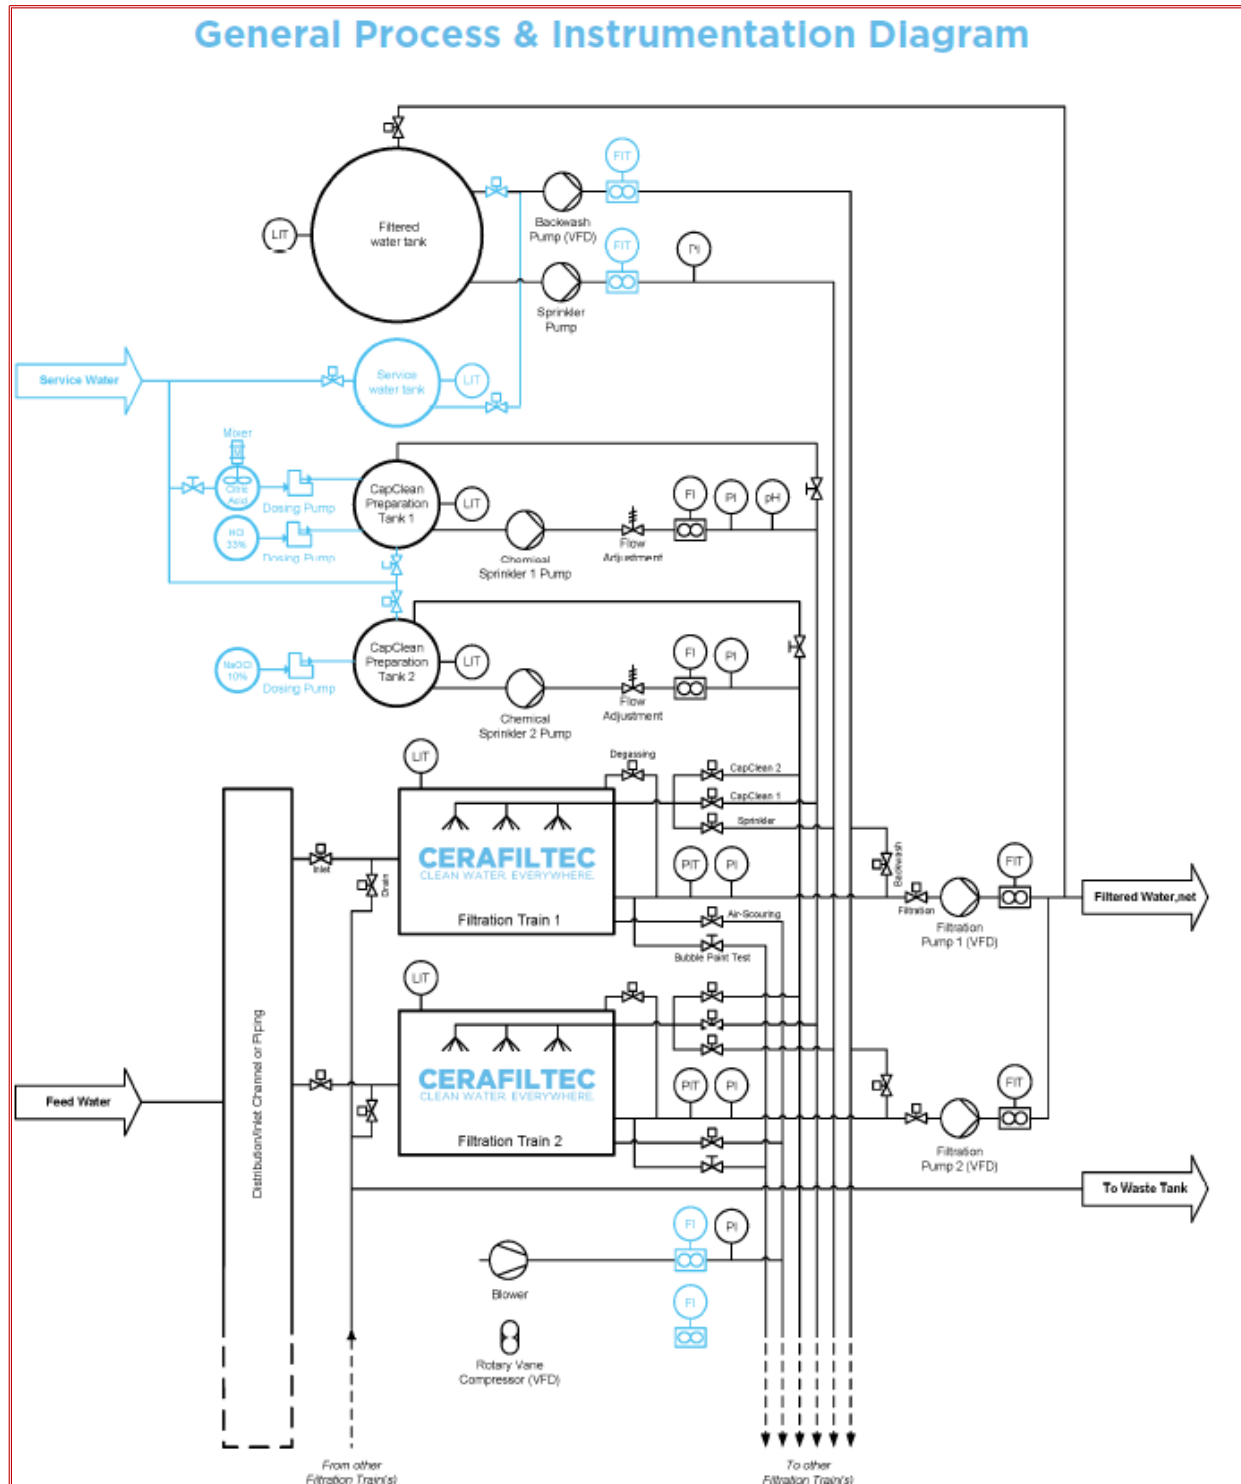 General Process & Instrumentation Diagram
FIT
Filtered
water tank
LIT
Backwash
Pump (VFD)
FIT
PI
Sprinkler
Pump
Service Water
Service
water tank
LIT
Mixer
M
Citric
Acid
Dosing Pump
CapClean
Preparation
Tank 1
LIT
FI
PI
pH
HCl
33%
Dosing Pump
Chemical
Sprinkler 1 Pump
Flow
Adjustment
NaOCl
10%
Dosing Pump
CapClean
Preparation
Tank 2
LIT
FI
PI
Chemical
Sprinkler 2 Pump
Flow
Adjustment
LIT
Degassing
CapClean 2
CapClean 1
Sprinkler
CERAFILTEC
CLEAN WATER. EVERYWHERE.
Inlet
Drain
PIT
PI
Backwash
FIT
Filtration
Filtered Water,net
Filtration Train 1
Air-Scouring
Filtration
Pump 1 (VFD)
Bubble Point Test
LIT
Distribution/Inlet Channel or Piping
CERAFILTEC
CLEAN WATER. EVERYWHERE.
PIT
PI
FIT
Feed Water
Filtration Train 2
Filtration
Pump 2 (VFD)
To Waste Tank
FI
PI
Blower
FI
Rotary Vane
Compressor (VFD)
From other
Filtration Train(s)
To other
Filtration Train(s)